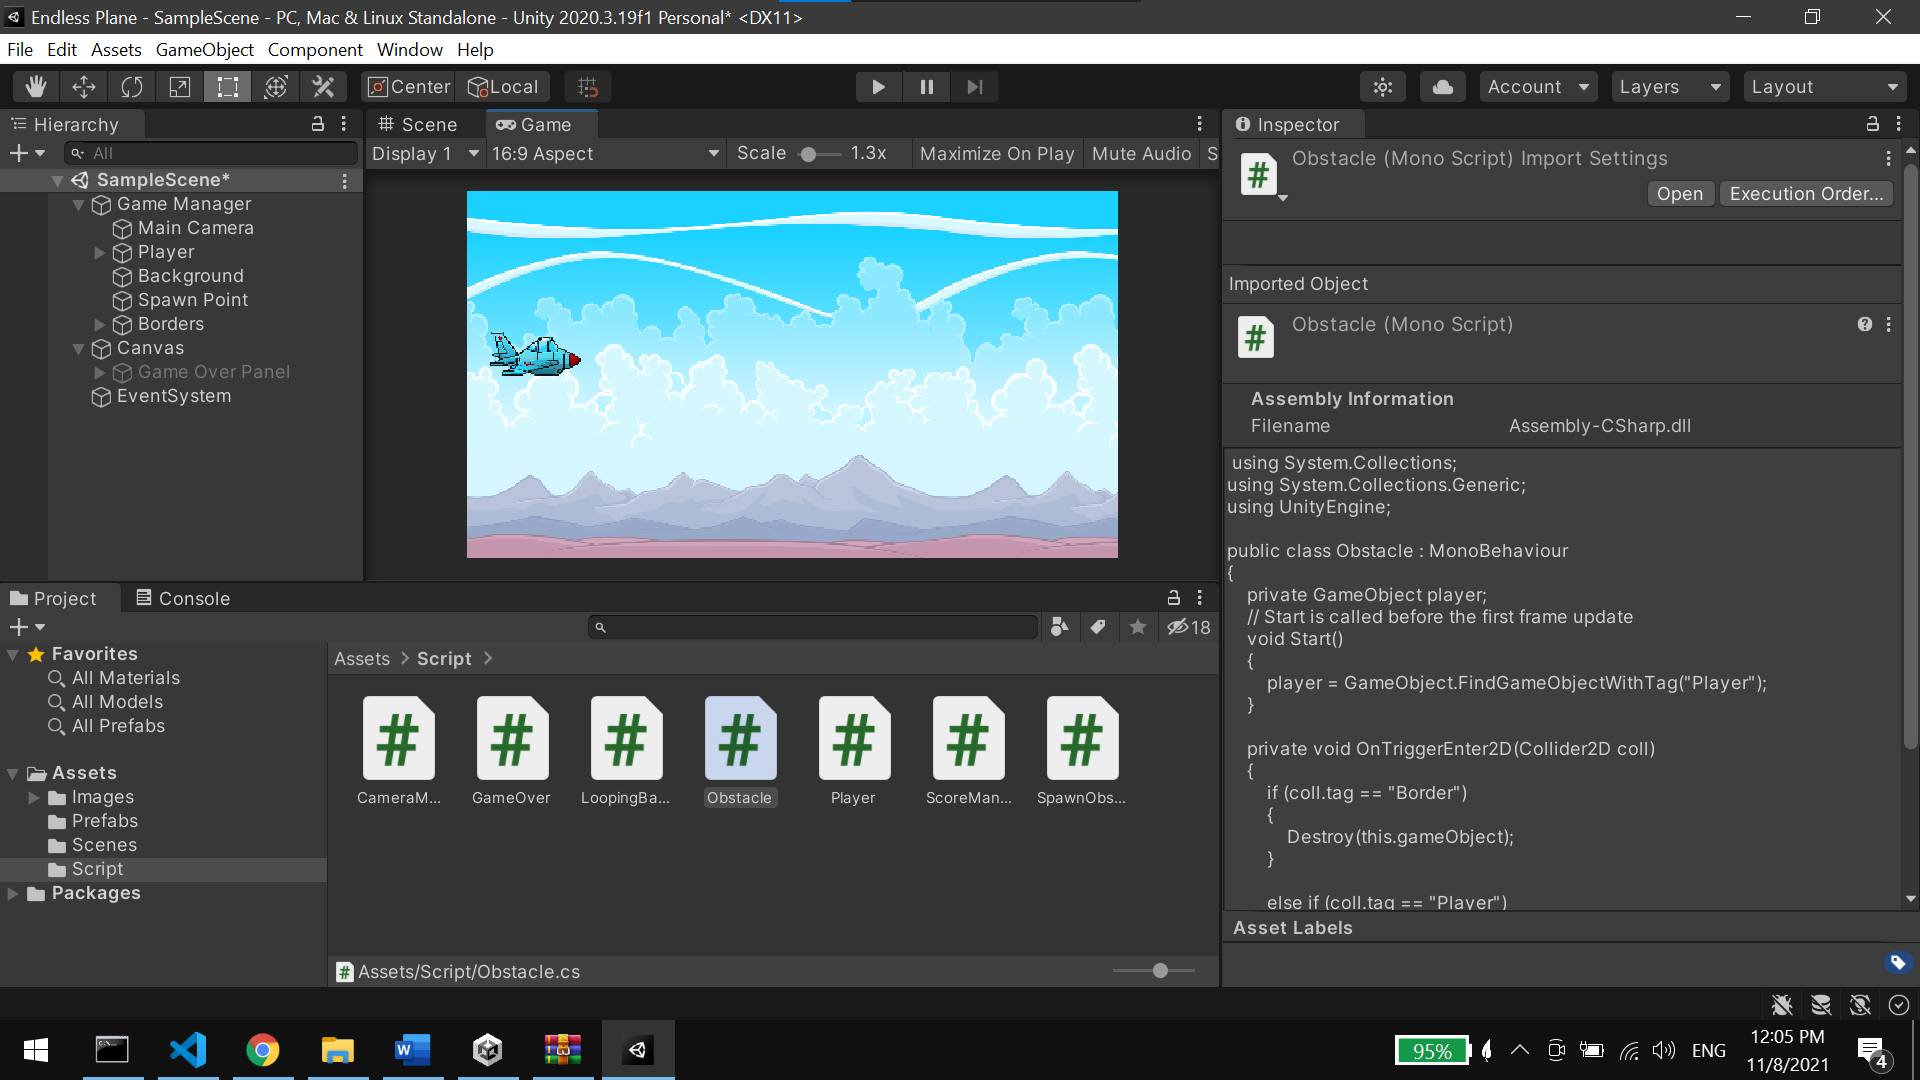 Endless Plane - SampleScene - PC, Mac & Linux Standalone - Unity 2020.3.19f1 Personal* <DX11>
File Edit Assets GameObject Component Window Help
Center Local Account Layers Layout
Hierarchy
All
SampleScene*
Game Manager
Main Camera
Player
Background
Spawn Point
Borders
Canvas
Game Over Panel
EventSystem
Scene Game
Display 1 16:9 Aspect Scale 1.3x Maximize On Play Mute Audio S
Inspector
Obstacle (Mono Script) Import Settings
Open Execution Order...
Imported Object
Obstacle (Mono Script)
Assembly Information
Filename Assembly-CSharp.dll
using System.Collections;
using System.Collections.Generic;
using UnityEngine;
public class Obstacle : MonoBehaviour
{
private GameObject player;
// Start is called before the first frame update
void Start()
{
player = GameObject.FindGameObjectWithTag("Player");
}
private void OnTriggerEnter2D(Collider2D coll)
{
if (coll.tag == "Border")
{
Destroy(this.gameObject);
}
else if (coll.tag == "Player")
Asset Labels
Project Console
18
Favorites
All Materials
All Models
All Prefabs
Assets
Images
Prefabs
Scenes
Script
Packages
Assets > Script >
CameraM... GameOver LoopingBa... Obstacle Player ScoreMan... SpawnObs...
Assets/Script/Obstacle.cs
95% ENG
12:05 PM
11/8/2021
4